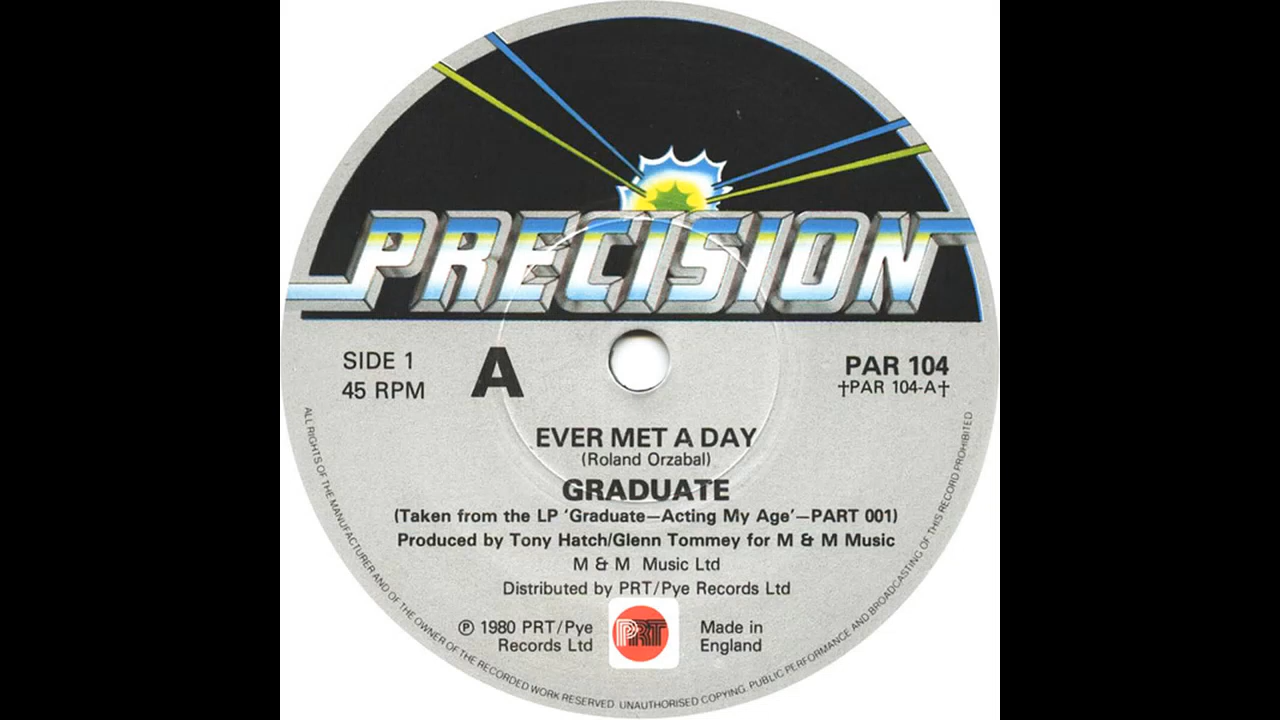 PRECISION
SIDE 1
45 RPM
A
PAR 104
†PAR 104-A†
EVER MET A DAY
(Roland Orzabal)
GRADUATE
(Taken from the LP 'Graduate—Acting My Age'—PART 001)
Produced by Tony Hatch/Glenn Tommey for M & M Music
M & M Music Ltd
Distributed by PRT/Pye Records Ltd
Ⓟ 1980 PRT/Pye
Records Ltd
PRT
Made in
England
ALL RIGHTS OF THE MANUFACTURER AND OF THE OWNER OF THE RECORDED WORK RESERVED. UNAUTHORISED COPYING, PUBLIC PERFORMANCE AND BROADCASTING OF THIS RECORD PROHIBITED